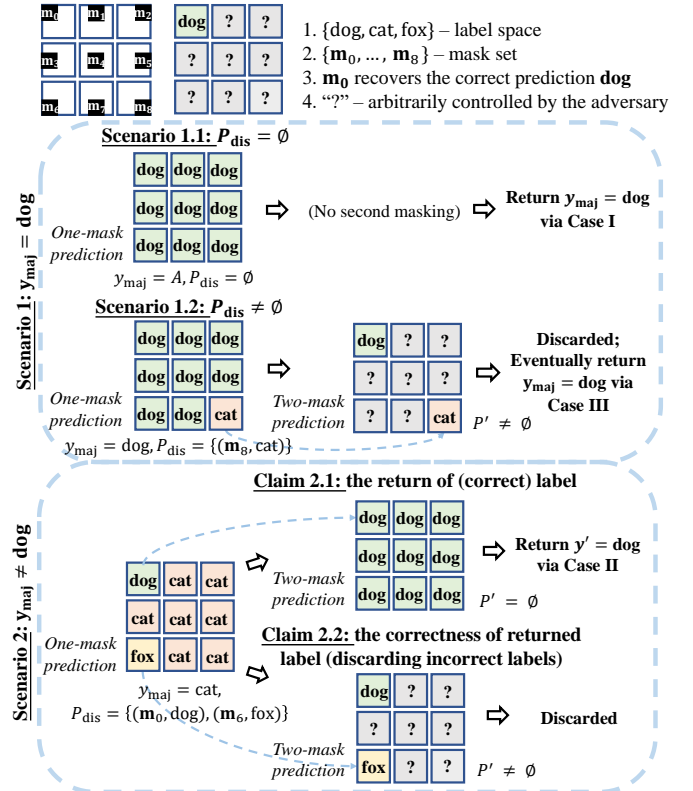 m0 m1 m2
m3 m4 m5
m6 m7 m8
dog ? ?
? ? ?
? ? ?
1. {dog, cat, fox} – label space
2. {m0, … , m8} – mask set
3. m0 recovers the correct prediction dog
4. “?” – arbitrarily controlled by the adversary
Scenario 1: ymaj = dog
Scenario 1.1: Pdis = ∅
dog dog dog
dog dog dog
dog dog dog
One-mask
prediction
ymaj = A, Pdis = ∅
(No second masking)
Return ymaj = dog
via Case I
Scenario 1.2: Pdis ≠ ∅
dog dog dog
dog dog dog
dog dog cat
One-mask
prediction
ymaj = dog, Pdis = {(m8, cat)}
dog ? ?
? ? ?
? ? cat
Two-mask
prediction
P′ ≠ ∅
Discarded;
Eventually return
ymaj = dog via
Case III
Scenario 2: ymaj ≠ dog
Claim 2.1: the return of (correct) label
dog cat cat
cat cat cat
fox cat cat
One-mask
prediction
ymaj = cat,
Pdis = {(m0, dog), (m6, fox)}
dog dog dog
dog dog dog
dog dog dog
Two-mask
prediction
P′ = ∅
Return y′ = dog
via Case II
Claim 2.2: the correctness of returned
label (discarding incorrect labels)
dog ? ?
? ? ?
fox ? ?
Two-mask
prediction
P′ ≠ ∅
Discarded